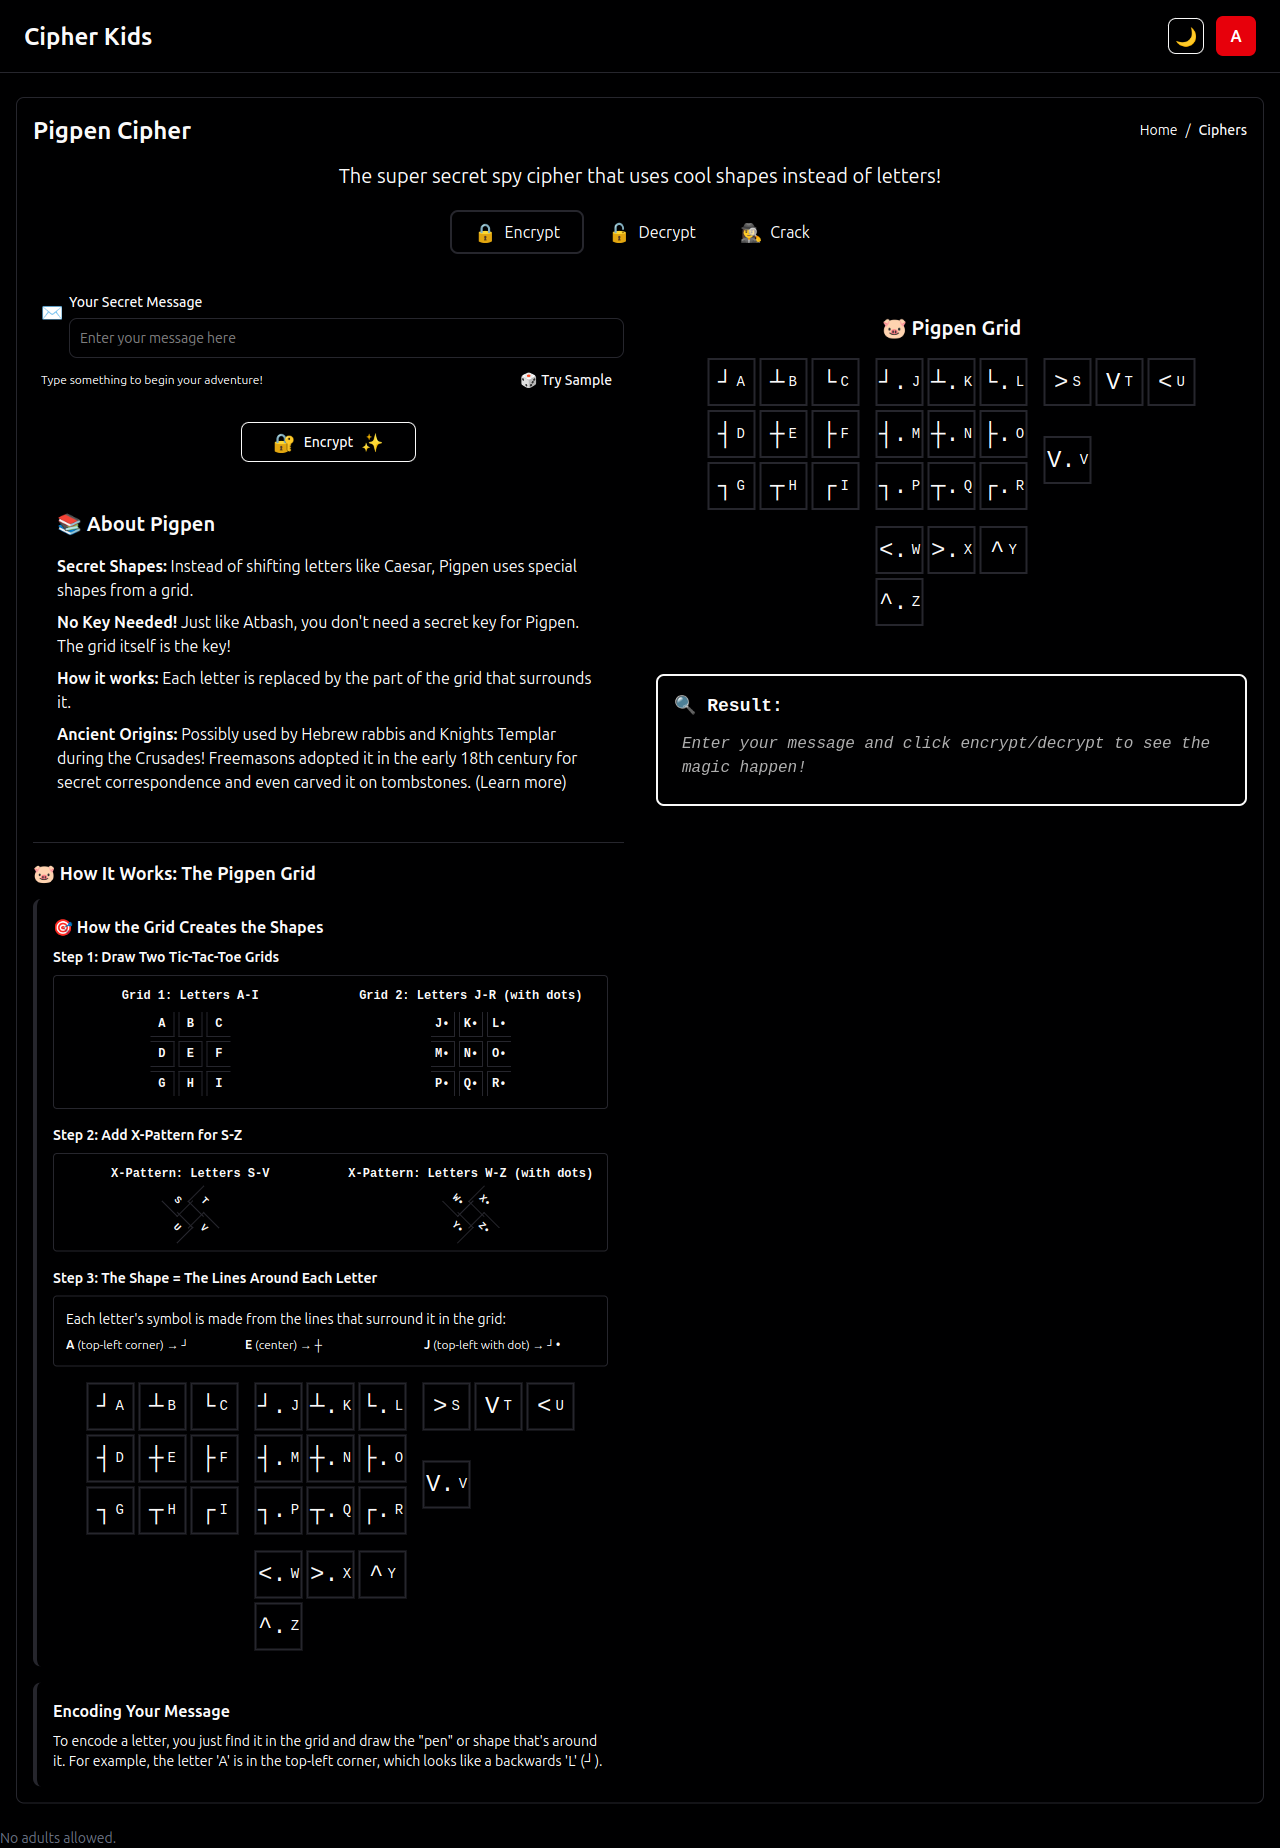 Cipher Kids
🌙 A
Pigpen Cipher
Home / Ciphers
The super secret spy cipher that uses cool shapes instead of letters!
🔒 Encrypt 🔓 Decrypt 🕵️ Crack
✉️ Your Secret Message
Enter your message here
Type something to begin your adventure!
🎲 Try Sample
🔐 Encrypt ✨
📚 About Pigpen
Secret Shapes: Instead of shifting letters like Caesar, Pigpen uses special
shapes from a grid.
No Key Needed! Just like Atbash, you don't need a secret key for Pigpen.
The grid itself is the key!
How it works: Each letter is replaced by the part of the grid that surrounds
it.
Ancient Origins: Possibly used by Hebrew rabbis and Knights Templar
during the Crusades! Freemasons adopted it in the early 18th century for
secret correspondence and even carved it on tombstones. (Learn more)
🐷 Pigpen Grid
┘ A ┴ B └ C ┘. J ┴. K └. L > S V T < U
┤ D ┼ E ├ F ┤. M ┼. N ├. O
V. V
┐ G ┬ H ┌ I ┐. P ┬. Q ┌. R
<. W >. X ^ Y
^. Z
🔍 Result:
Enter your message and click encrypt/decrypt to see the
magic happen!
🐷 How It Works: The Pigpen Grid
🎯 How the Grid Creates the Shapes
Step 1: Draw Two Tic-Tac-Toe Grids
Grid 1: Letters A-I
A B C
D E F
G H I
Grid 2: Letters J-R (with dots)
J• K• L•
M• N• O•
P• Q• R•
Step 2: Add X-Pattern for S-Z
X-Pattern: Letters S-V
S T
U V
X-Pattern: Letters W-Z (with dots)
W• X•
Y• Z•
Step 3: The Shape = The Lines Around Each Letter
Each letter's symbol is made from the lines that surround it in the grid:
A (top-left corner) → ┘ E (center) → ┼ J (top-left with dot) → ┘•
┘ A ┴ B └ C ┘. J ┴. K └. L > S V T < U
┤ D ┼ E ├ F ┤. M ┼. N ├. O
V. V
┐ G ┬ H ┌ I ┐. P ┬. Q ┌. R
<. W >. X ^ Y
^. Z
Encoding Your Message
To encode a letter, you just find it in the grid and draw the "pen" or shape that's around
it. For example, the letter 'A' is in the top-left corner, which looks like a backwards 'L' (┘).
No adults allowed.